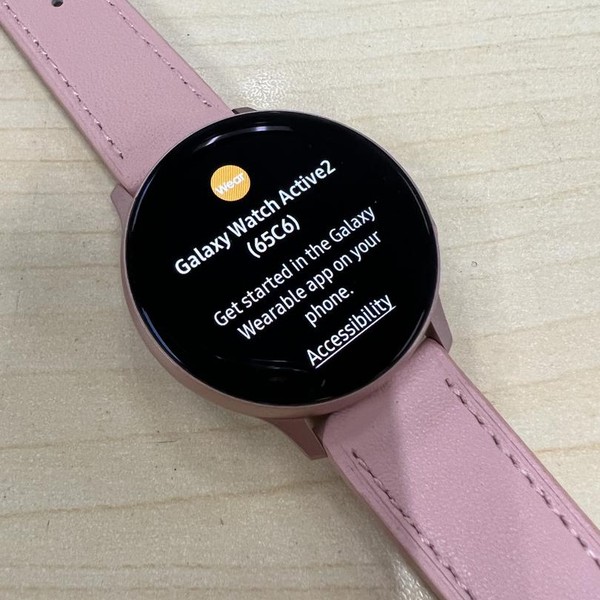 Wear
Galaxy Watch Active2
(65C6)
Get started in the Galaxy
Wearable app on your
phone.
Accessibility